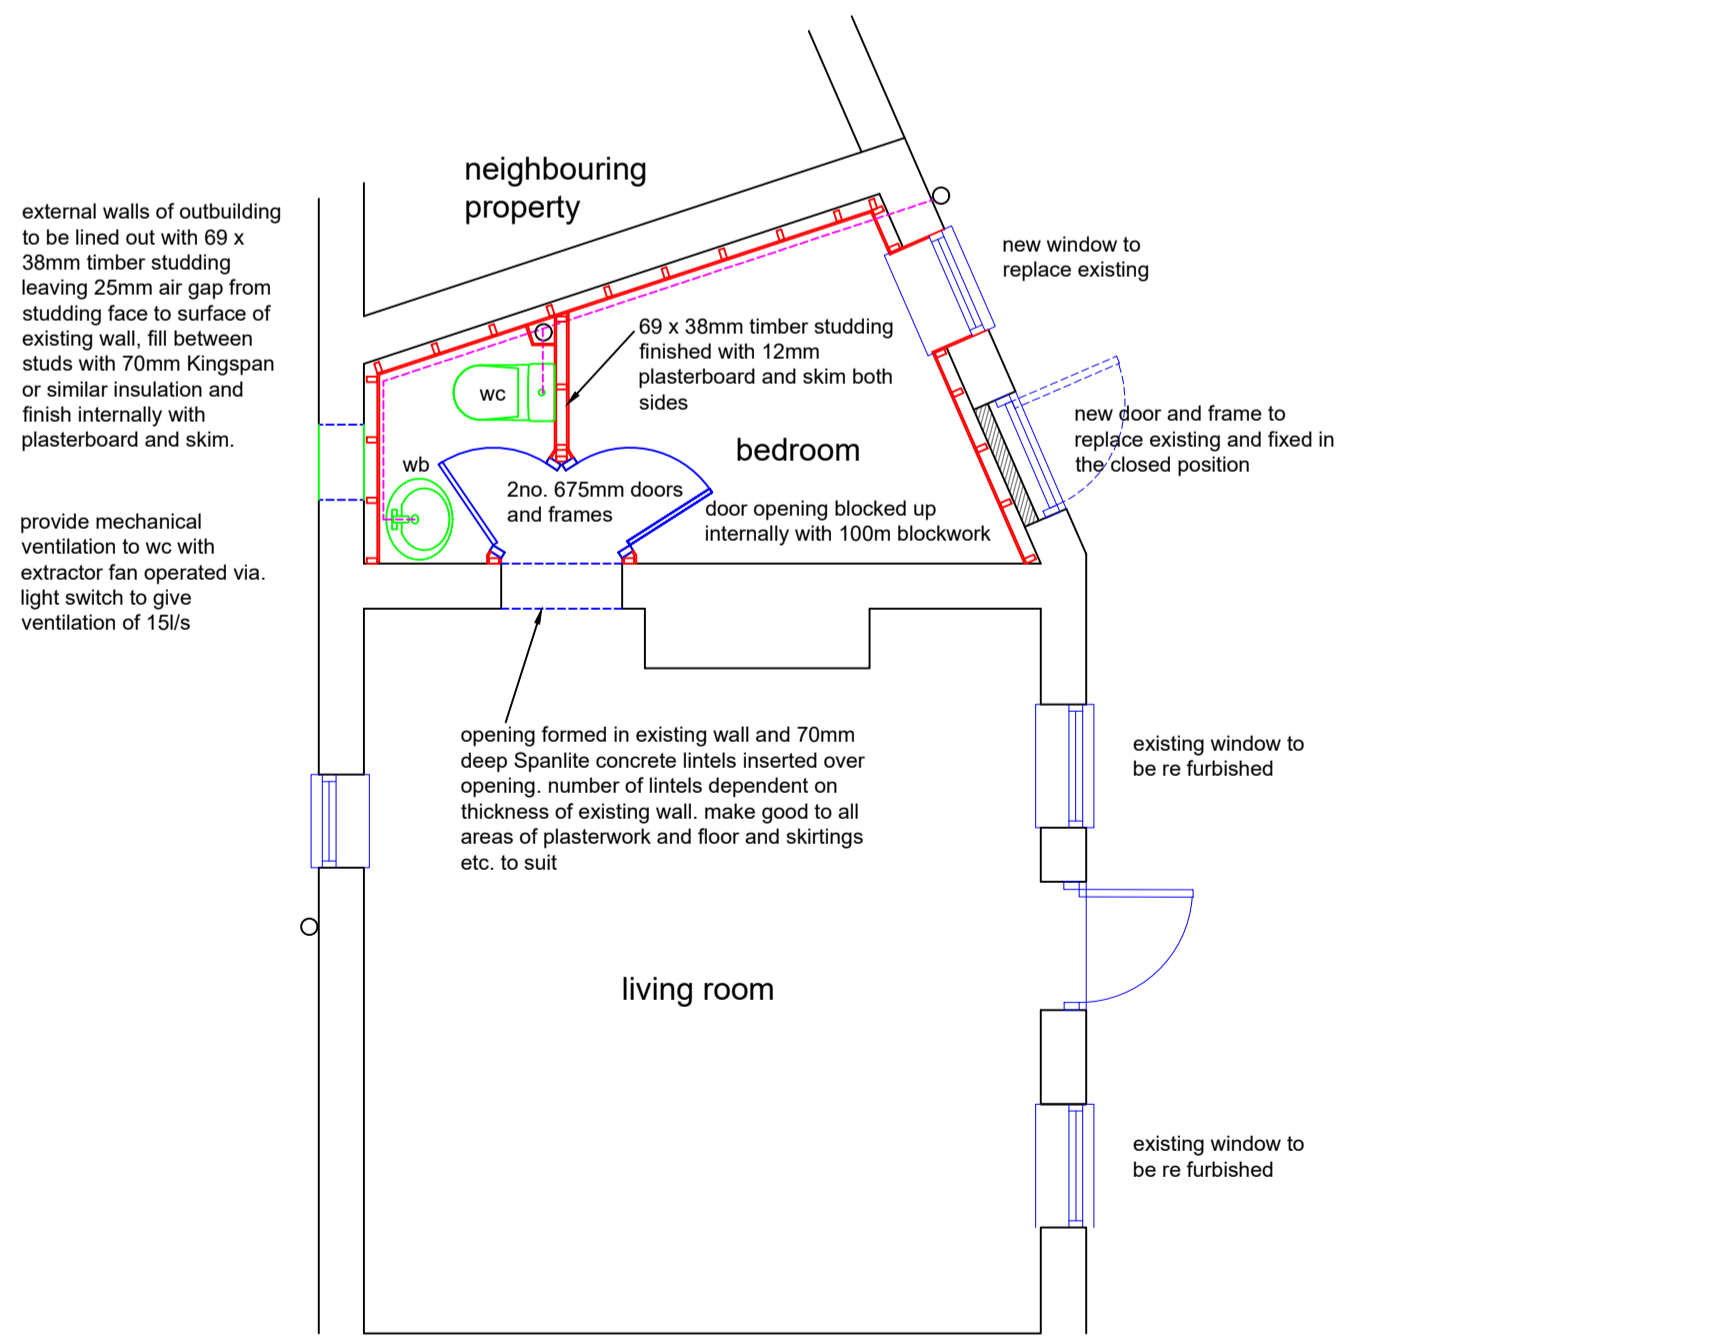 neighbouring
property
external walls of outbuilding
to be lined out with 69 x
38mm timber studding
leaving 25mm air gap from
studding face to surface of
existing wall, fill between
studs with 70mm Kingspan
or similar insulation and
finish internally with
plasterboard and skim.
new window to
replace existing
69 x 38mm timber studding
finished with 12mm
plasterboard and skim both
sides
wc
new door and frame to
replace existing and fixed in
the closed position
bedroom
wb
2no. 675mm doors
and frames
door opening blocked up
internally with 100m blockwork
provide mechanical
ventilation to wc with
extractor fan operated via.
light switch to give
ventilation of 15l/s
opening formed in existing wall and 70mm
deep Spanlite concrete lintels inserted over
opening. number of lintels dependent on
thickness of existing wall. make good to all
areas of plasterwork and floor and skirtings
etc. to suit
existing window to
be re furbished
living room
existing window to
be re furbished